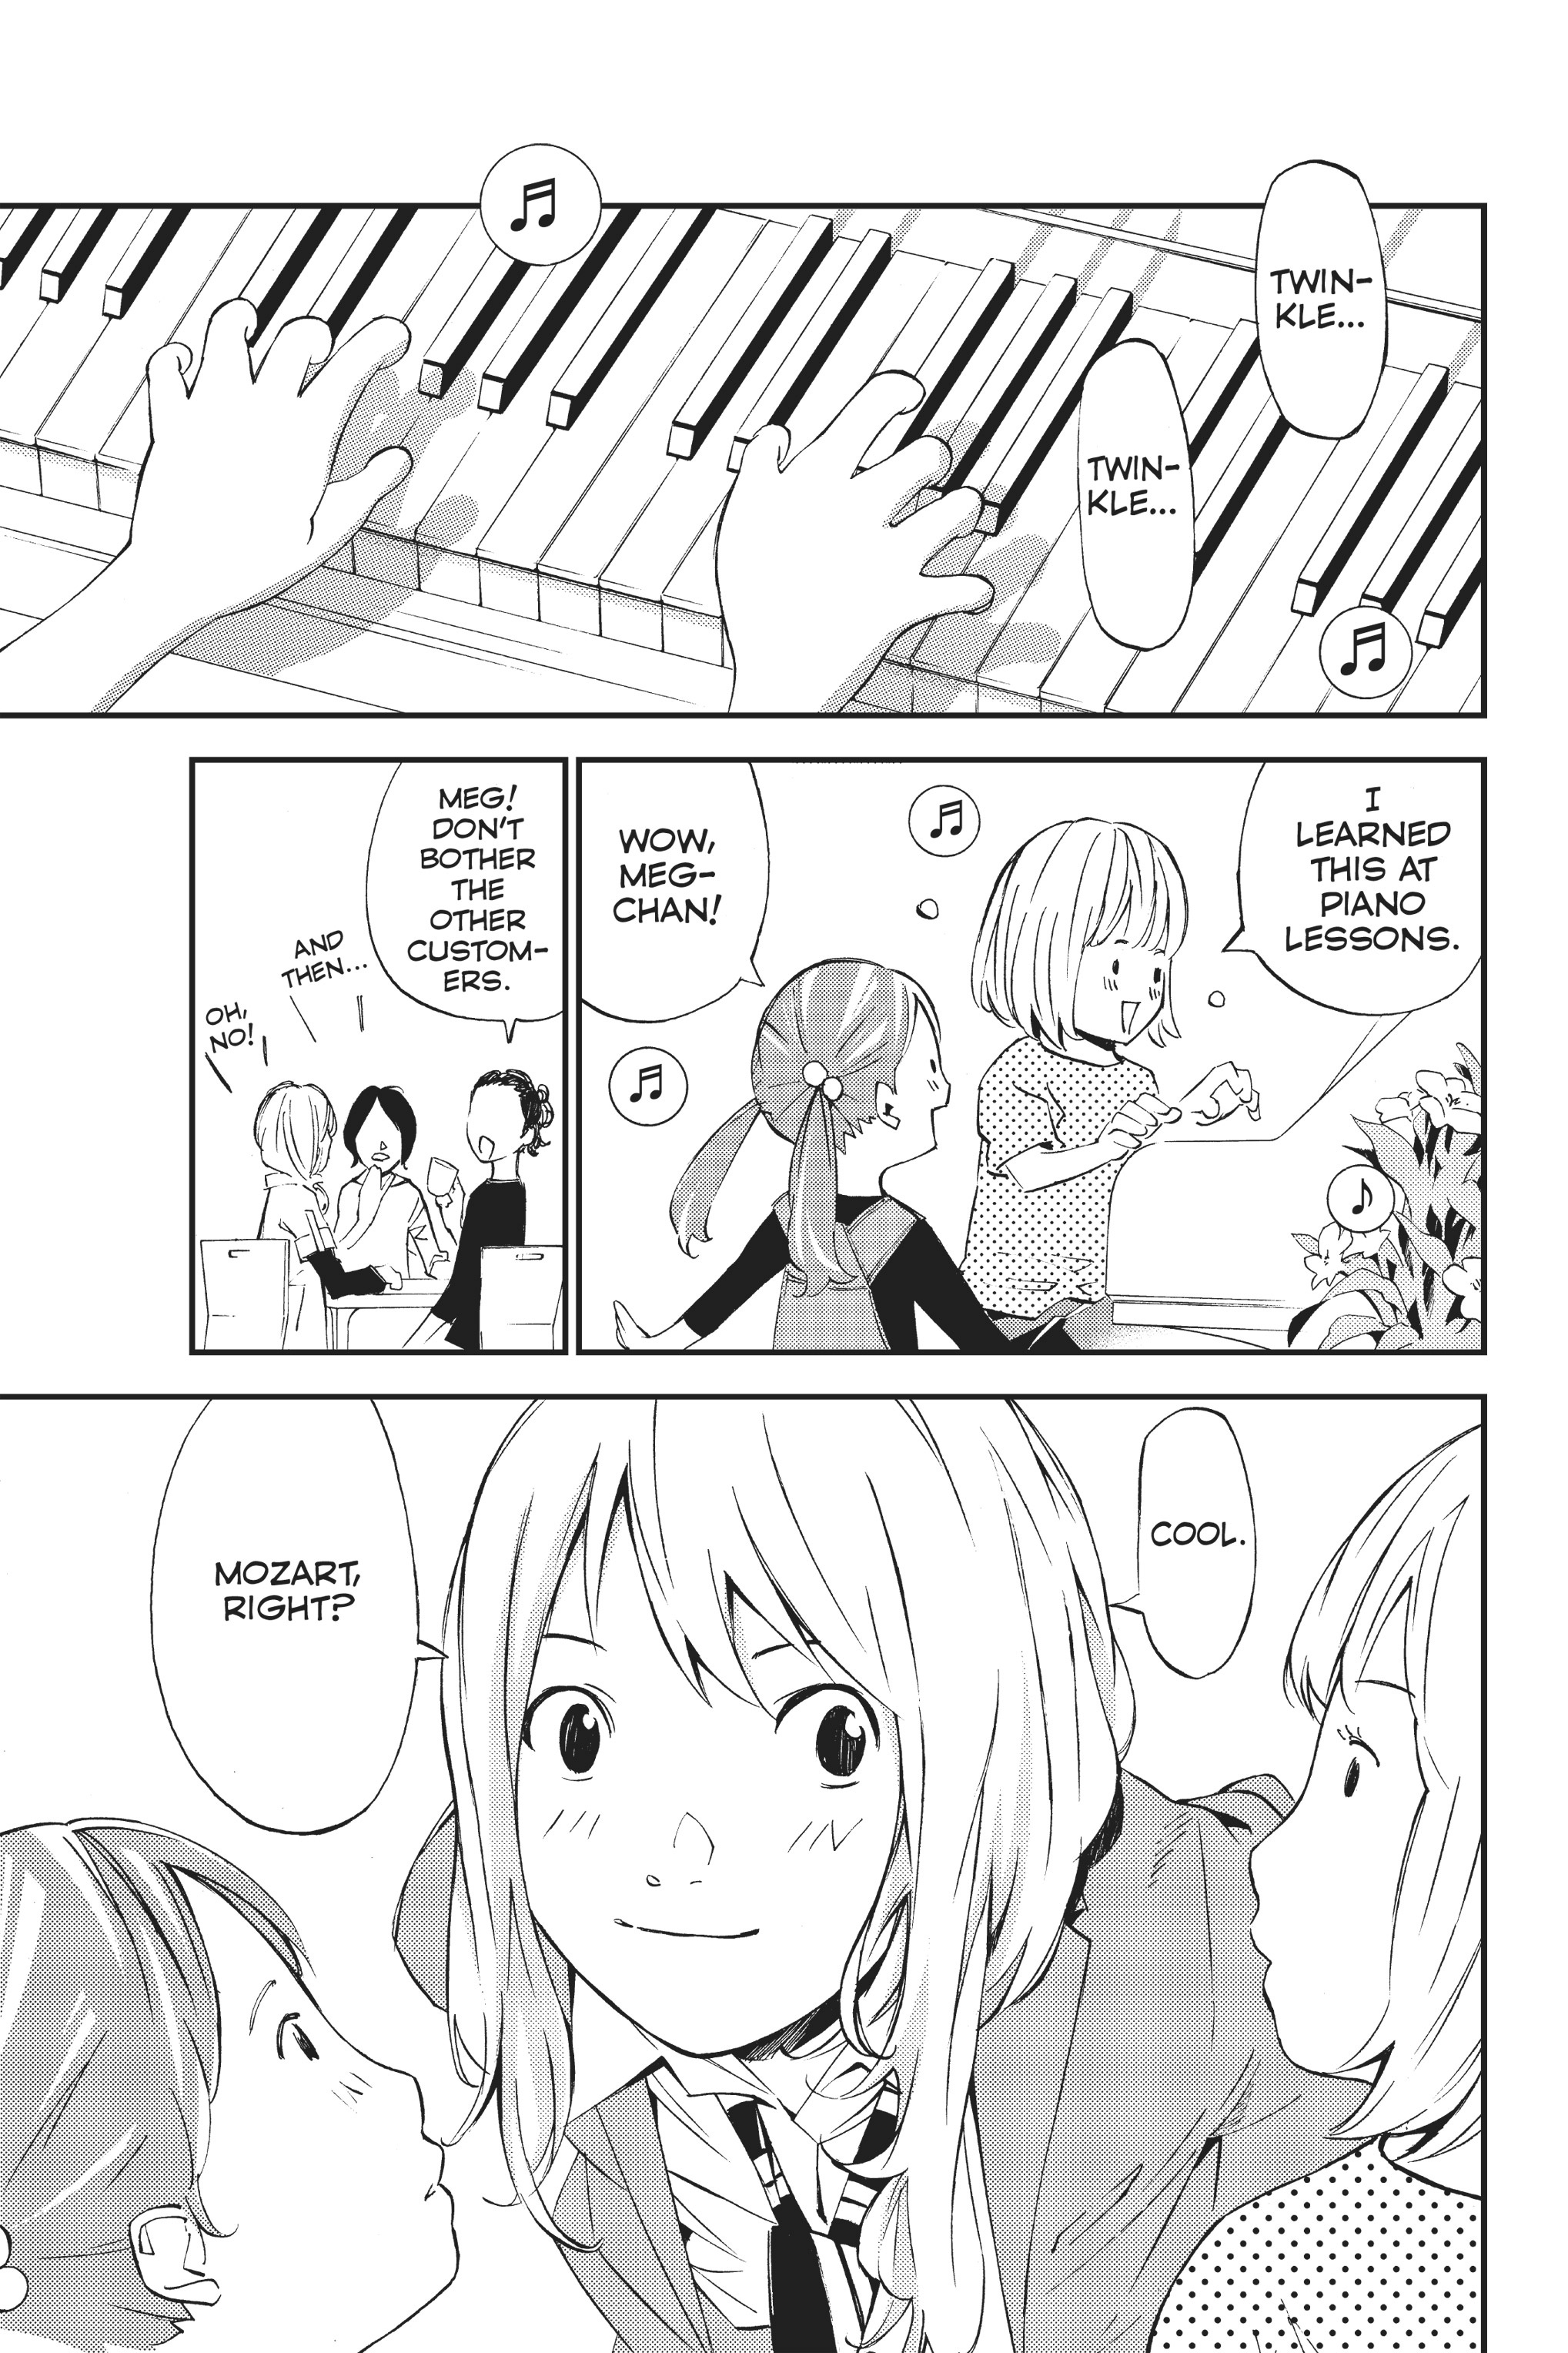 TWIN-
KLE...
TWIN-
KLE...
I
LEARNED
THIS AT
PIANO
LESSONS.
WOW,
MEG-
CHAN!
MEG!
DON'T
BOTHER
THE
OTHER
CUSTOM-
ERS.
AND
THEN...
OH,
NO!
COOL.
MOZART,
RIGHT?